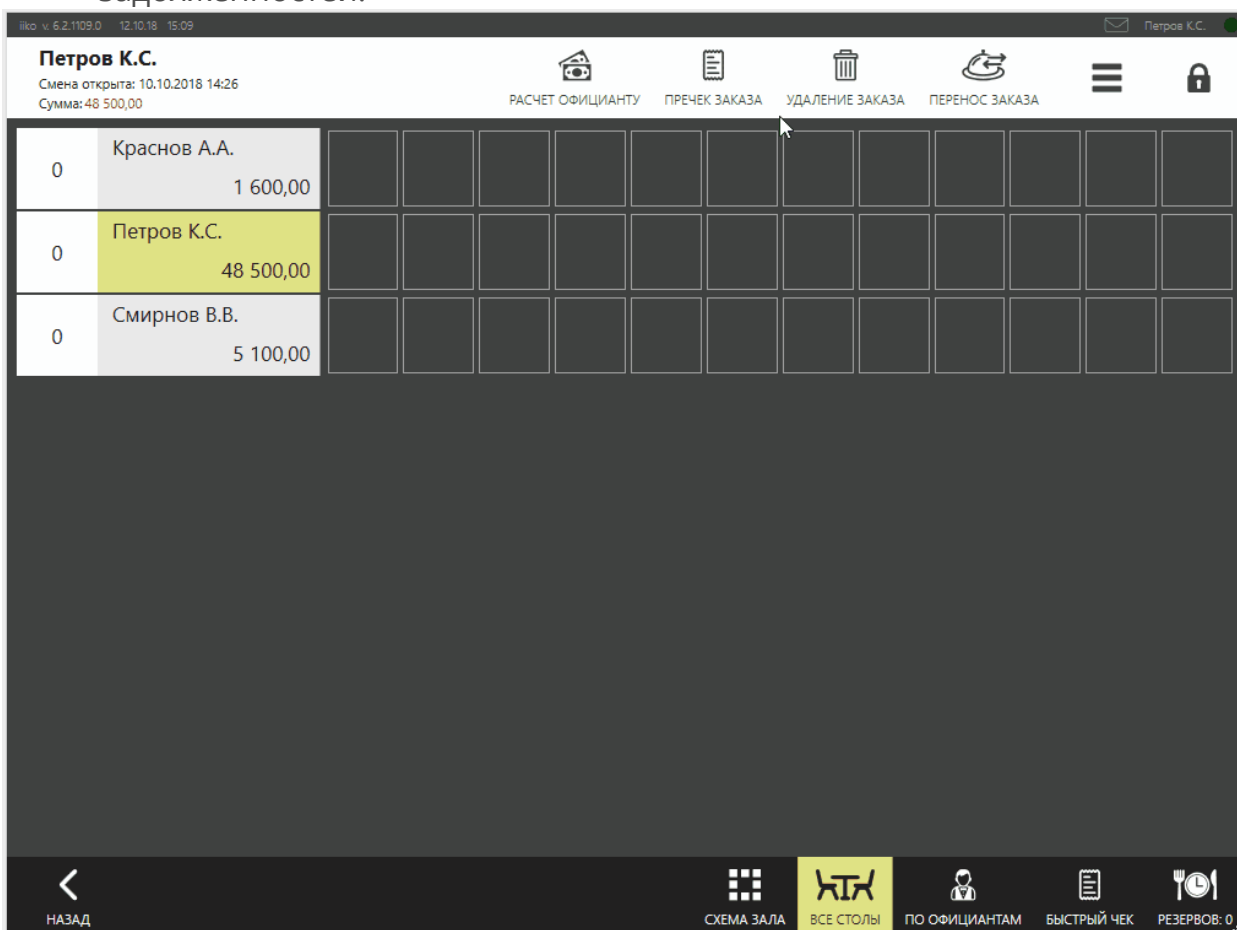 задолженностей.
iiko v. 6.2.1109.0 12.10.18 15:09 Петров К.С.
Петров К.С.
Смена открыта: 10.10.2018 14:26
Сумма: 48 500,00
РАСЧЕТ ОФИЦИАНТУ ПРЕЧЕК ЗАКАЗА УДАЛЕНИЕ ЗАКАЗА ПЕРЕНОС ЗАКАЗА
0 Краснов А.А.
1 600,00
0 Петров К.С.
48 500,00
0 Смирнов В.В.
5 100,00
НАЗАД СХЕМА ЗАЛА ВСЕ СТОЛЫ ПО ОФИЦИАНТАМ БЫСТРЫЙ ЧЕК РЕЗЕРВОВ: 0